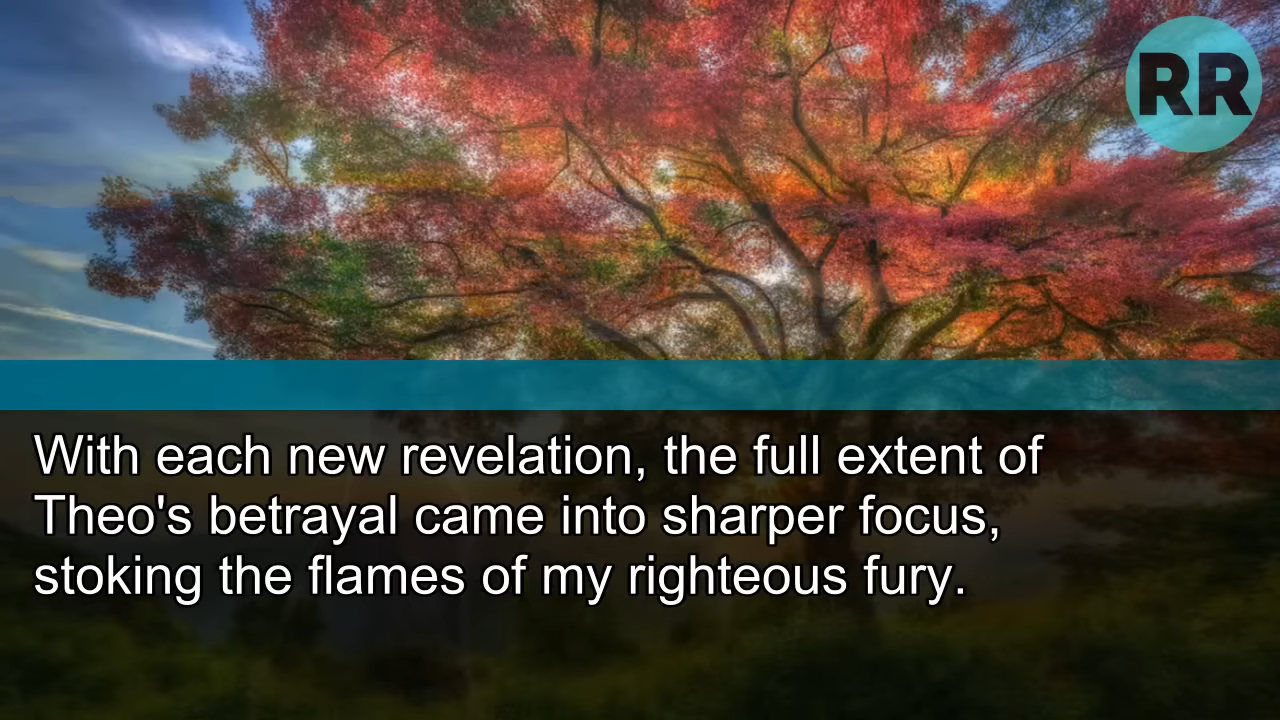 RR
With each new revelation, the full extent of
Theo's betrayal came into sharper focus,
stoking the flames of my righteous fury.